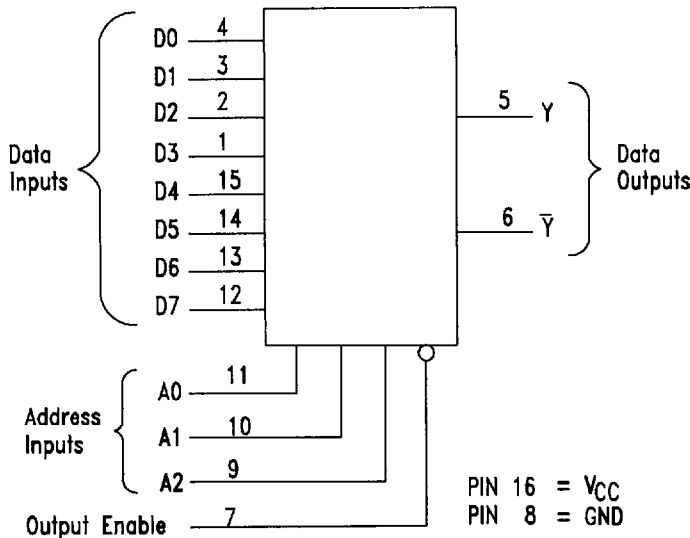 D0 4
D1 3
D2 2
D3 1
D4 15
D5 14
D6 13
D7 12
Data
Inputs
5 Y
6 Y̅
Data
Outputs
A0 11
A1 10
A2 9
Address
Inputs
Output Enable 7
PIN 16 = VCC
PIN 8 = GND